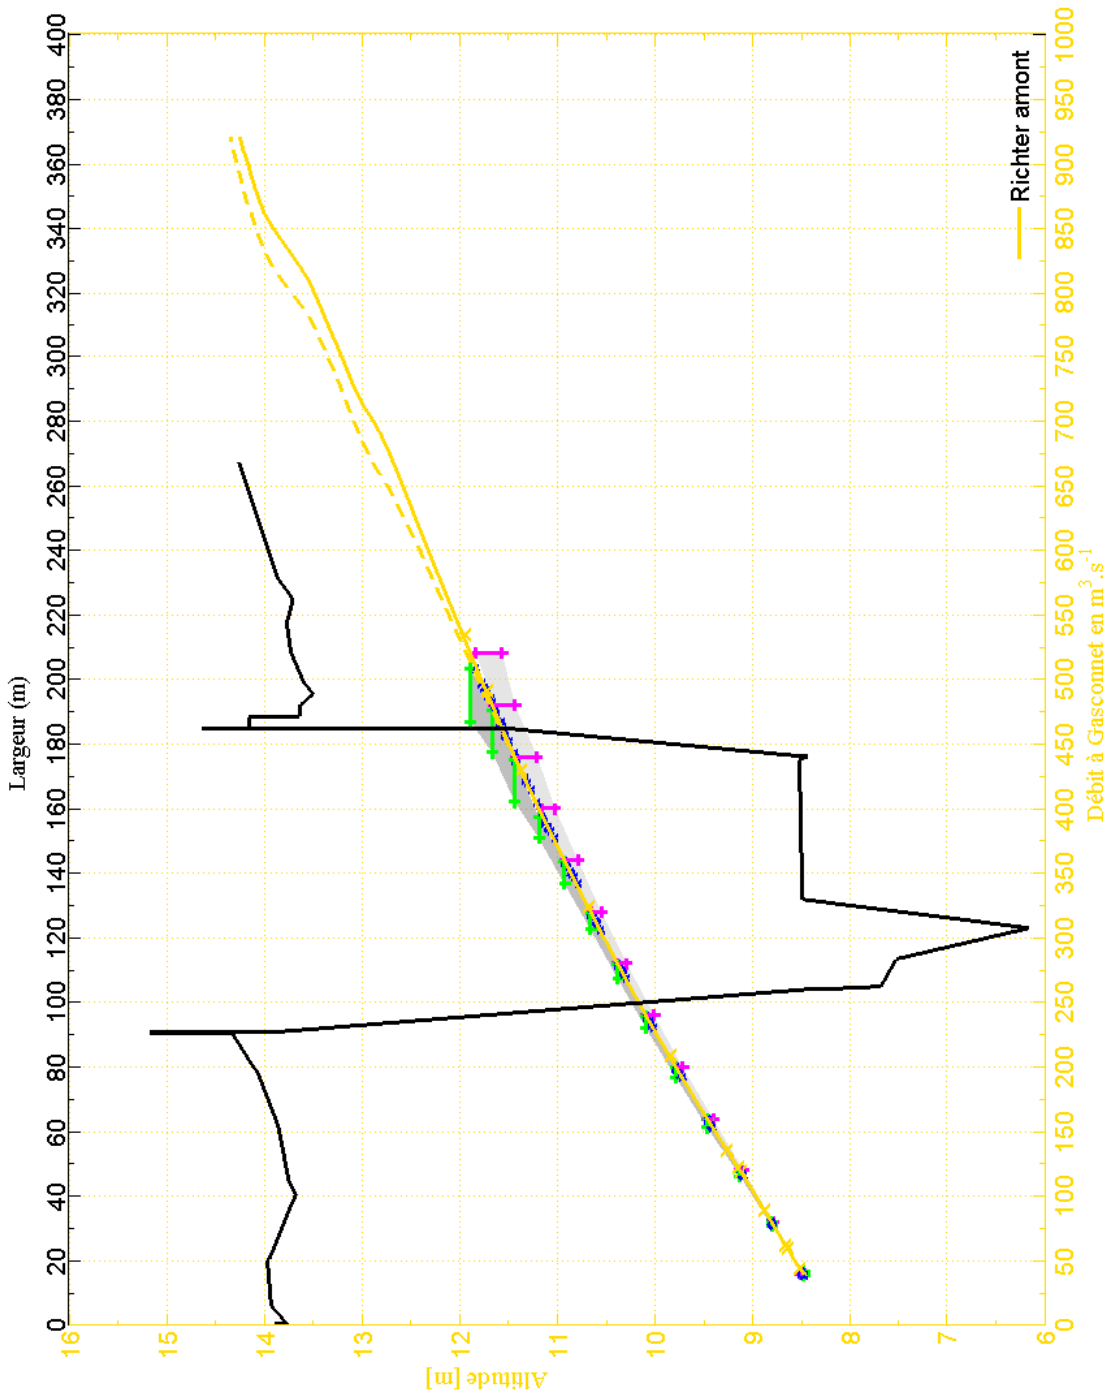 Largeur (m)
0 20 40 60 80 100 120 140 160 180 200 220 240 260 280 300 320 340 360 380 400
16
15
14
13
12
11
10
9
8
7
6
Altitude [m]
Richter amont
0 50 100 150 200 250 300 350 400 450 500 550 600 650 700 750 800 850 900 950 1000
Débit à Gasconnet en m³.s⁻¹